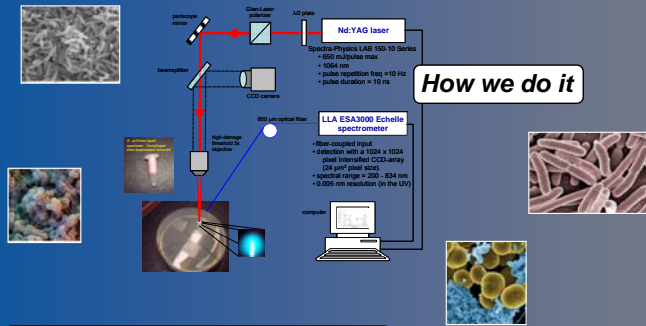 periscope
mirror
Glan-Laser
polarizer
λ/2 plate
Nd:YAG laser
Spectra-Physics LAB 150-10 Series
• 650 mJ/pulse max
• 1064 nm
• pulse repetition freq =10 Hz
• pulse duration = 10 ns
How we do it
beamsplitter
CCD camera
600 µm optical fiber
LLA ESA3000 Echelle
spectrometer
• fiber-coupled input
• detection with a 1024 x 1024
pixel intensified CCD-array
(24 µm² pixel size).
• spectral range = 200 - 834 nm
• 0.005 nm resolution (in the UV)
high-damage
threshold 5x
objective
computer